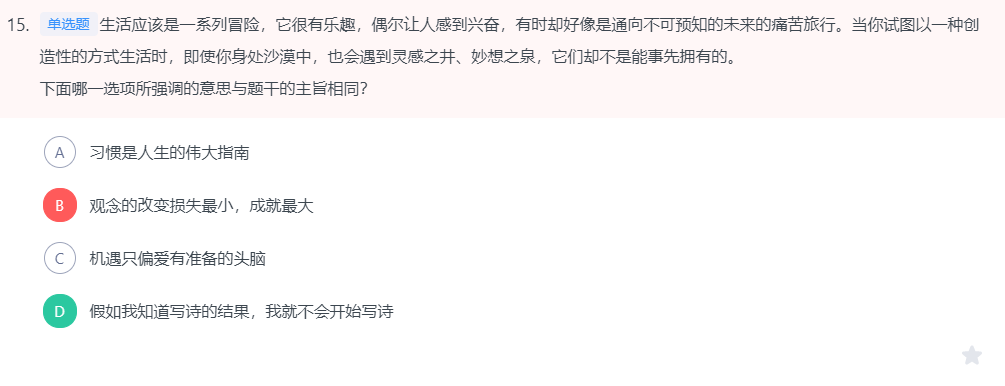 15. 单选题 生活应该是一系列冒险，它很有乐趣，偶尔让人感到兴奋，有时却好像是通向不可预知的未来的痛苦旅行。当你试图以一种创
造性的方式生活时，即使你身处沙漠中，也会遇到灵感之井、妙想之泉，它们却不是能事先拥有的。
下面哪一选项所强调的意思与题干的主旨相同？
A 习惯是人生的伟大指南
B 观念的改变损失最小，成就最大
C 机遇只偏爱有准备的头脑
D 假如我知道写诗的结果，我就不会开始写诗